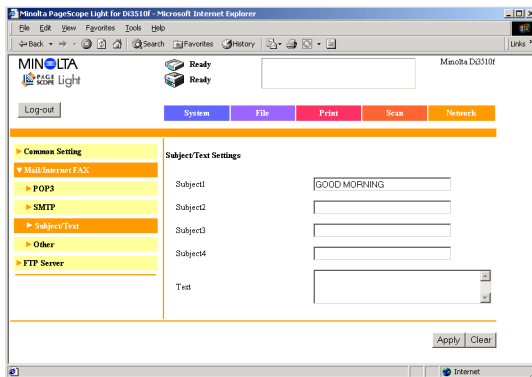 Minolta PageScope Light for Di3510f - Microsoft Internet Explorer
File Edit View Favorites Tools Help
Back Search Favorites History Links »
MINOLTA
PAGE SCOPE Light
Ready
Ready
Minolta Di3510f
Log-out
System File Print Scan Network
Common Setting
Mail/Internet FAX
POP3
SMTP
Subject/Text
Other
FTP Server
Subject/Text Settings
Subject1 GOOD MORNING
Subject2
Subject3
Subject4
Text
Apply Clear
Internet